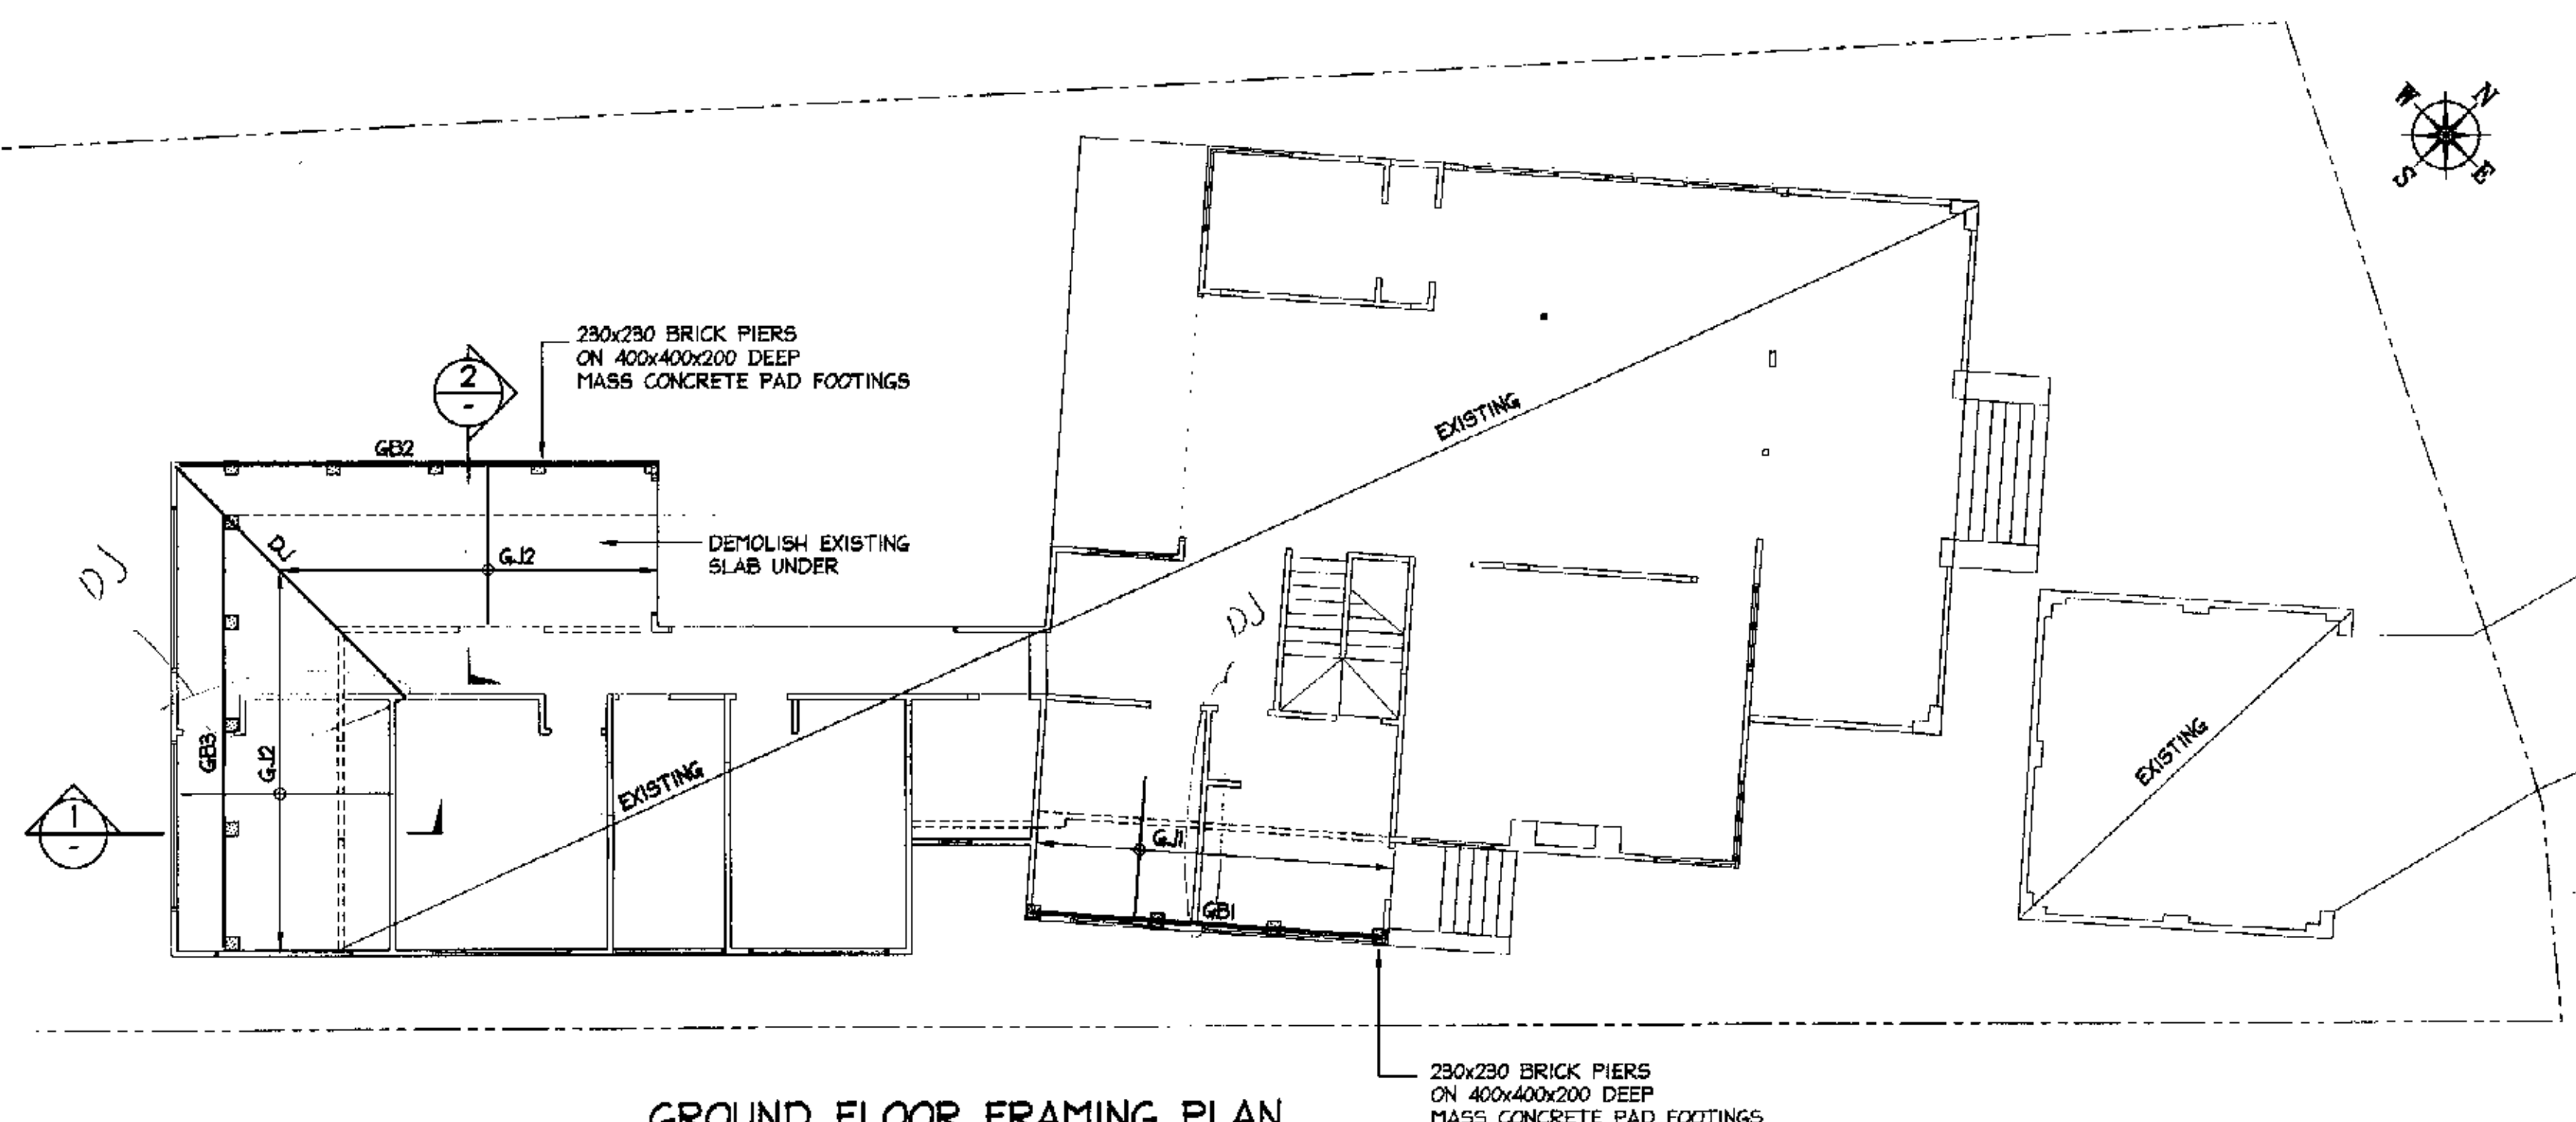 W N
S E
230x230 BRICK PIERS
ON 400x400x200 DEEP
MASS CONCRETE PAD FOOTINGS
2
-
GB2
EXISTING
DJ
GJ2
DEMOLISH EXISTING
SLAB UNDER
DJ
DJ
GB3
GJ2
EXISTING
EXISTING
1
-
GJ1
GB1
230x230 BRICK PIERS
ON 400x400x200 DEEP
MASS CONCRETE PAD FOOTINGS
GROUND FLOOR FRAMING PLAN